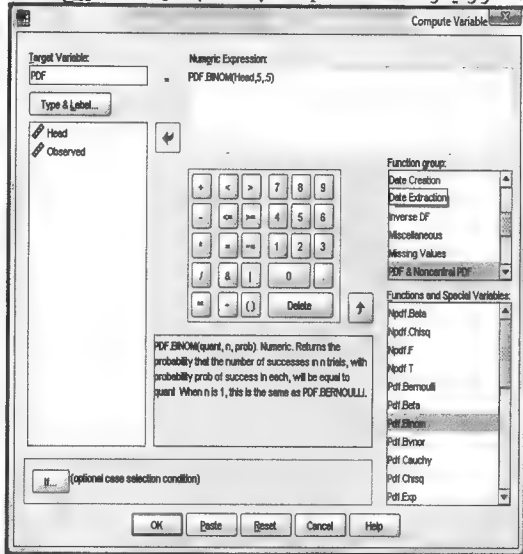 Compute Variable
Target Variable:
PDF
=
Numeric Expression:
PDF.BINOM(Head,5,.5)
Type & Label...
Head
Observed
+ < > 7 8 9
- <= >= 4 5 6
* = ~= 1 2 3
/ & | 0 .
** ~ () Delete
Function group:
Date Creation
Date Extraction
Inverse DF
Miscellaneous
Missing Values
PDF & Noncentral PDF
Functions and Special Variables:
Npdf.Beta
Npdf.Chisq
Npdf.F
Npdf T
Pdf.Bernoulli
Pdf.Beta
Pdf.Binom
Pdf.Bvnor
Pdf Cauchy
Pdf Chisq
Pdf.Exp
PDF.BINOM(quant, n, prob). Numeric. Returns the
probability that the number of successes in n trials, with
probability prob of success in each, will be equal to
quant. When n is 1, this is the same as PDF.BERNOULLI.
If... (optional case selection condition)
OK Paste Reset Cancel Help